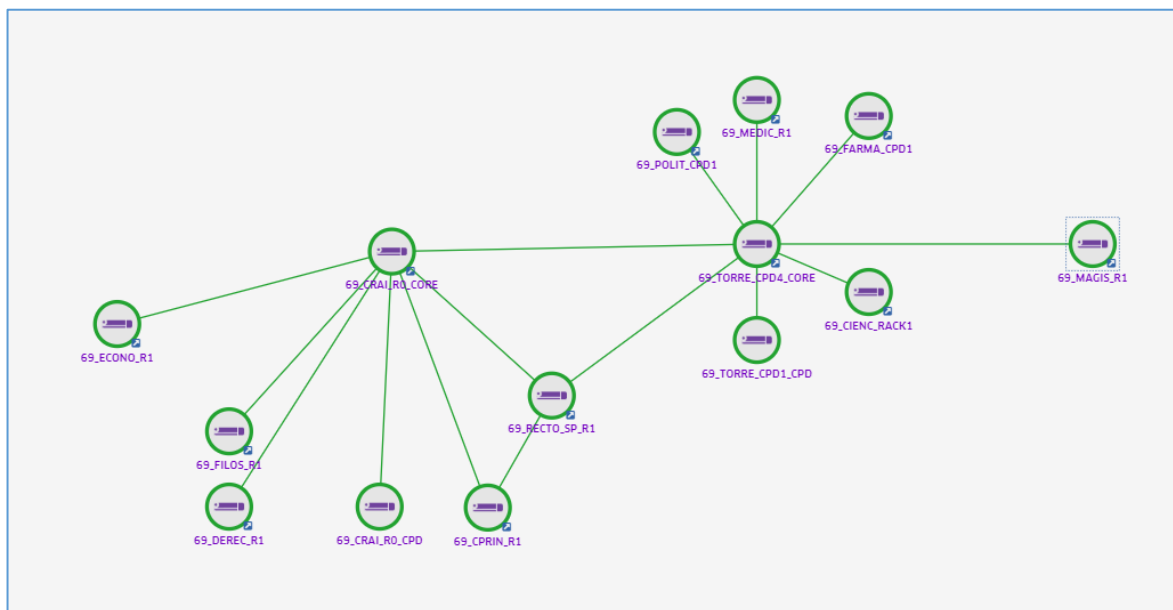 69_MEDIC_R1
69_POLIT_CPD1
69_FARMA_CPD1
69_CRAI_R0_CORE
69_TORRE_CPD4_CORE
69_MAGIS_R1
69_CIENC_RACK1
69_ECONO_R1
69_TORRE_CPD1_CPD
69_RECTO_SP_R1
69_FILOS_R1
69_DEREC_R1
69_CRAI_R0_CPD
69_CPRIN_R1